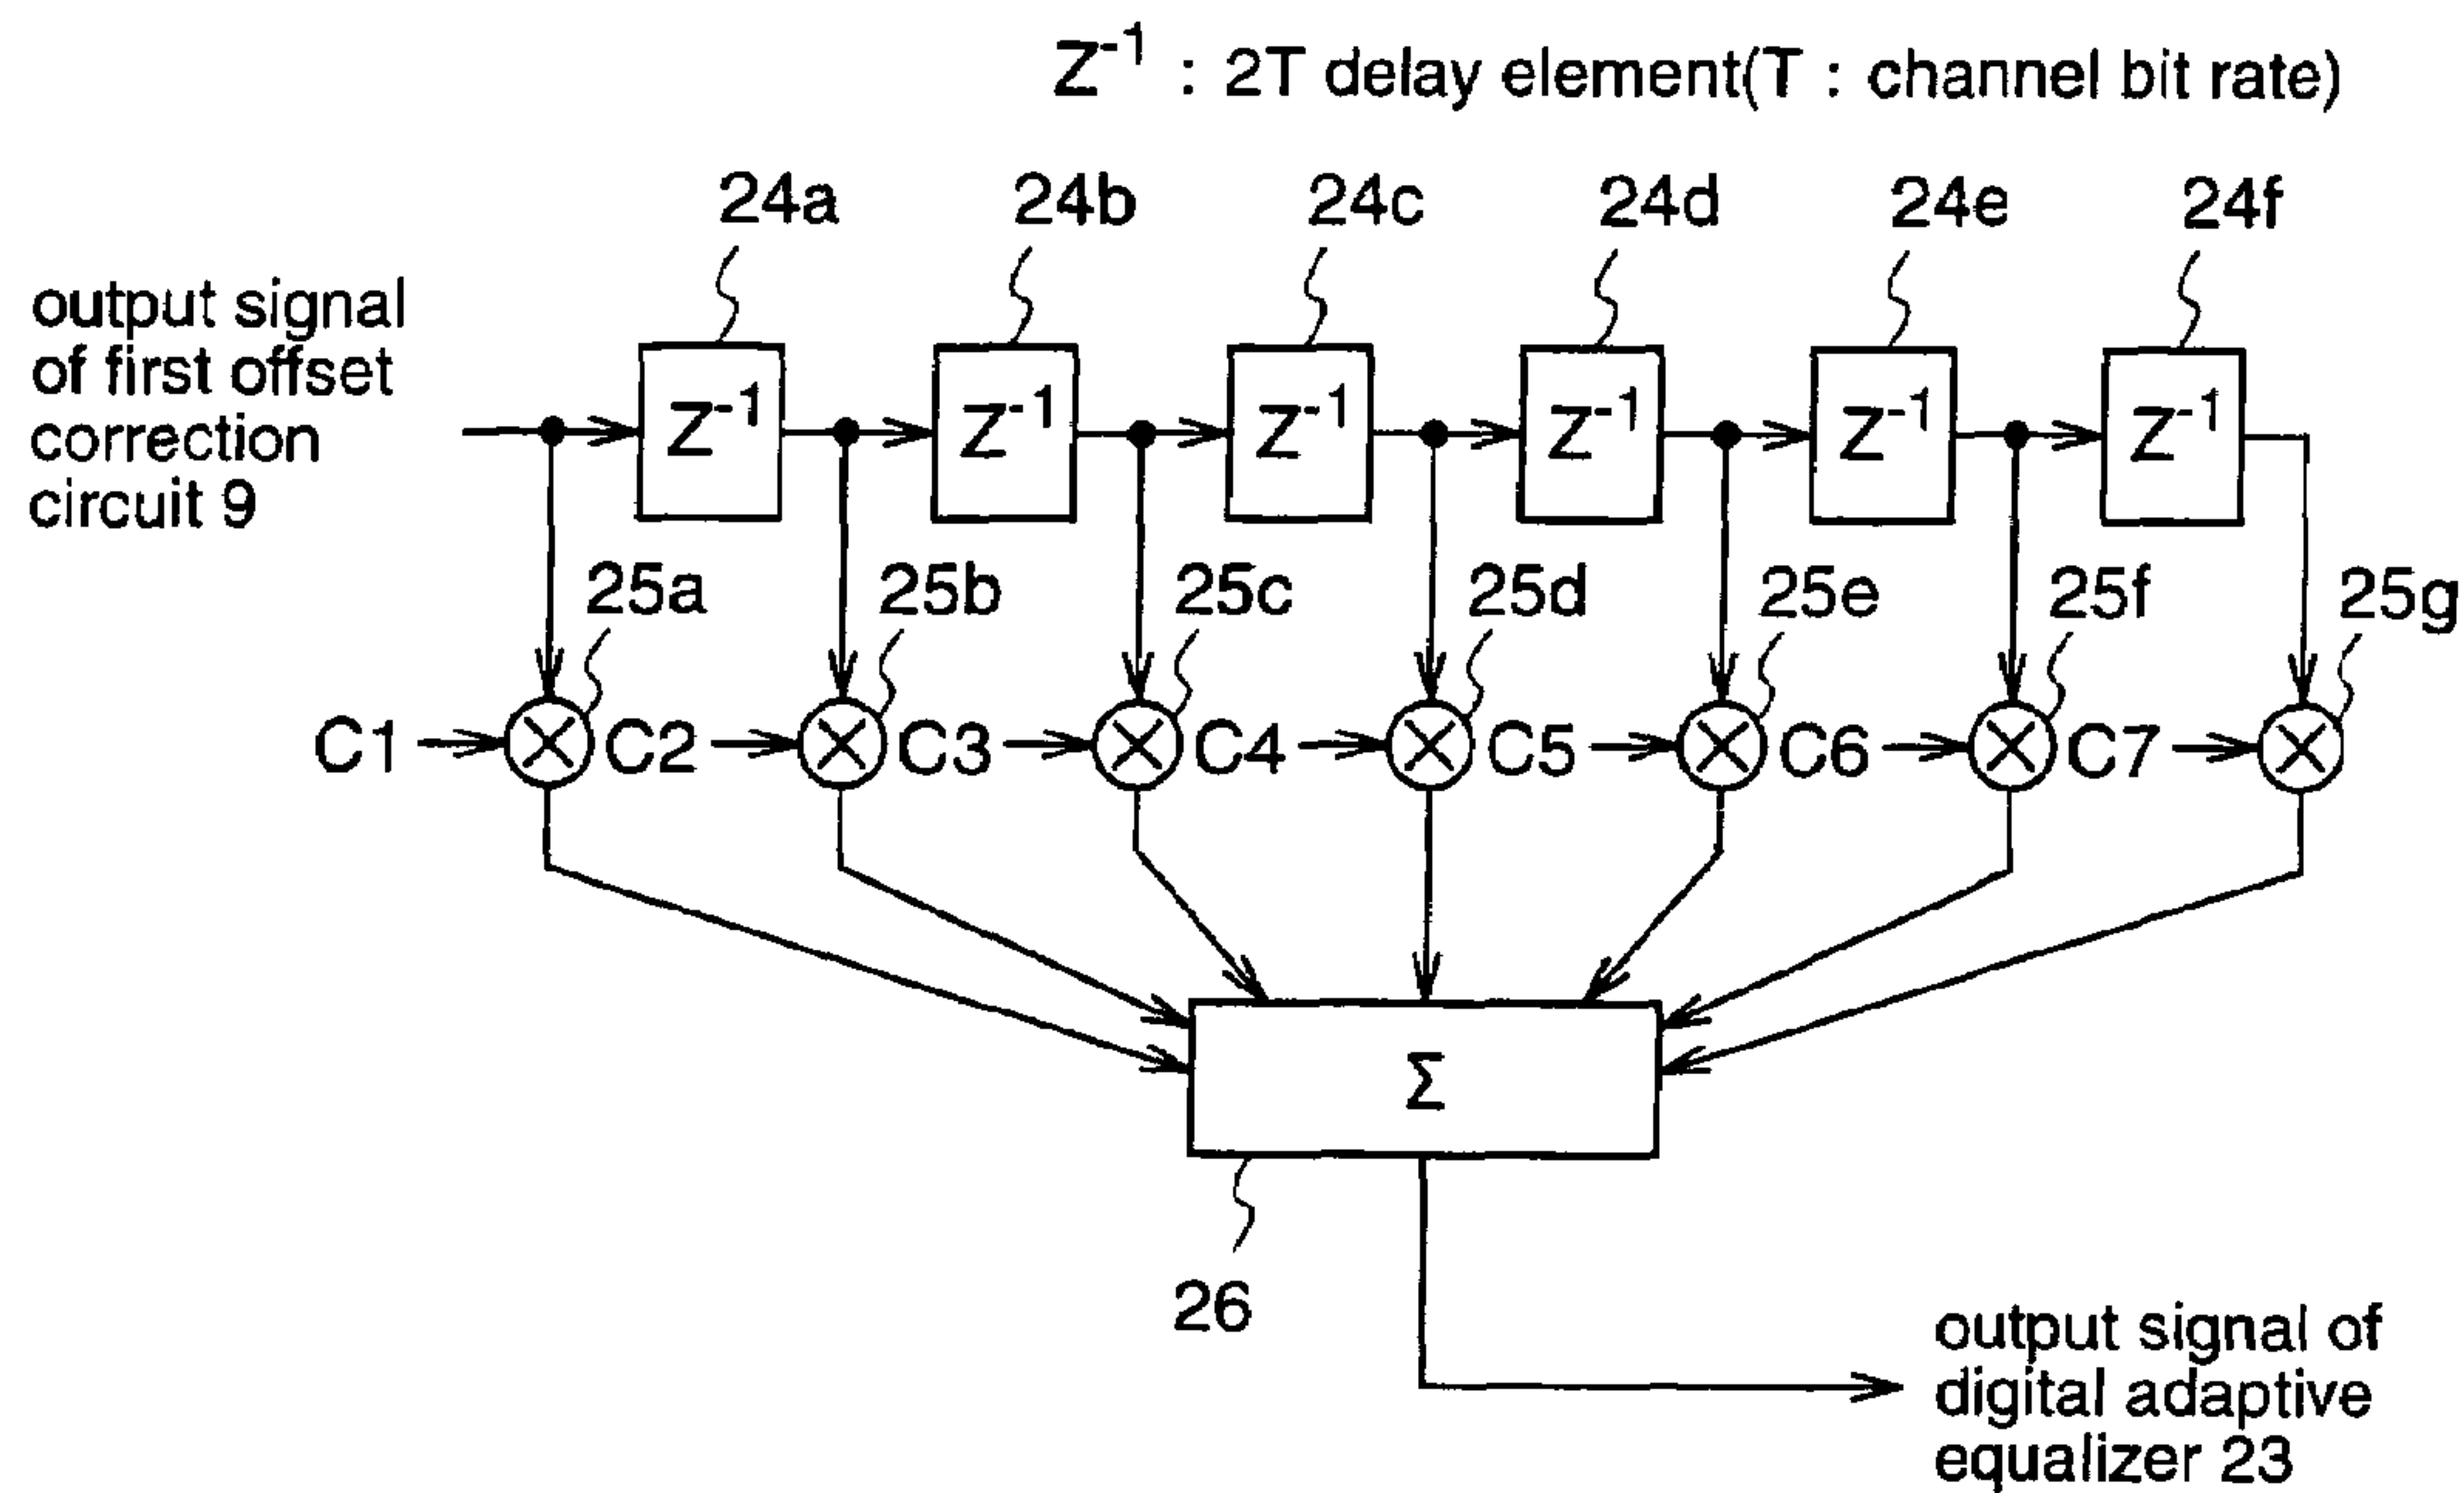 Z⁻¹ : 2T delay element(T : channel bit rate)
24a 24b 24c 24d 24e 24f
output signal
of first offset
correction
circuit 9
Z⁻¹ Z⁻¹ Z⁻¹ Z⁻¹ Z⁻¹ Z⁻¹
25a 25b 25c 25d 25e 25f 25g
C1 C2 C3 C4 C5 C6 C7
Σ
26
output signal of
digital adaptive
equalizer 23